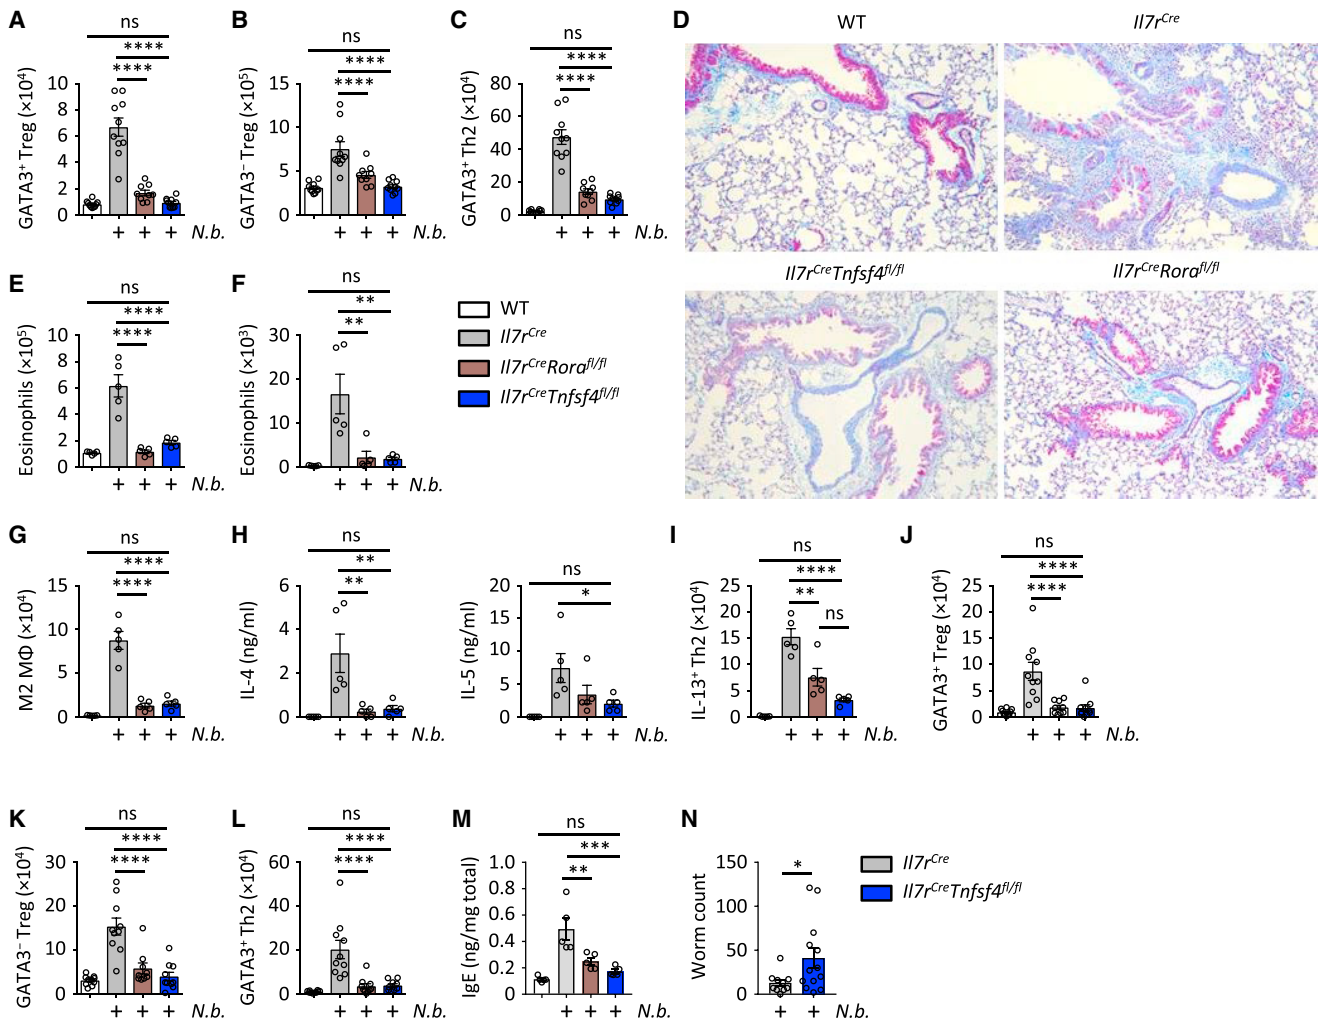 A
ns
****
****
GATA3⁺ Treg (×10⁴)
10
8
6
4
2
0
+ + + N.b.
B
ns
****
****
GATA3⁻ Treg (×10⁵)
15
10
5
0
+ + + N.b.
C
ns
****
****
GATA3⁺ Th2 (×10⁴)
80
60
40
20
0
+ + + N.b.
D
WT
Il7rCre
Il7rCreTnfsf4fl/fl
Il7rCreRorafl/fl
E
ns
****
****
Eosinophils (×10⁵)
10
8
6
4
2
0
+ + + N.b.
F
ns
**
**
Eosinophils (×10³)
30
20
10
0
+ + + N.b.
WT
Il7rCre
Il7rCreRorafl/fl
Il7rCreTnfsf4fl/fl
G
ns
****
****
M2 MΦ (×10⁴)
15
10
5
0
+ + + N.b.
H
ns
**
**
IL-4 (ng/ml)
6
4
2
0
+ + + N.b.
ns
*
IL-5 (ng/ml)
20
15
10
5
0
+ + + N.b.
I
ns
****
**
ns
IL-13⁺ Th2 (×10⁴)
25
20
15
10
5
0
+ + + N.b.
J
ns
****
****
GATA3⁺ Treg (×10⁴)
25
20
15
10
5
0
+ + + N.b.
K
ns
****
****
GATA3⁻ Treg (×10⁴)
30
20
10
0
+ + + N.b.
L
ns
****
****
GATA3⁺ Th2 (×10⁴)
60
40
20
0
+ + + N.b.
M
ns
***
**
IgE (ng/mg total)
1.0
0.8
0.6
0.4
0.2
0
+ + + N.b.
N
*
Worm count
150
100
50
0
+ + N.b.
Il7rCre
Il7rCreTnfsf4fl/fl